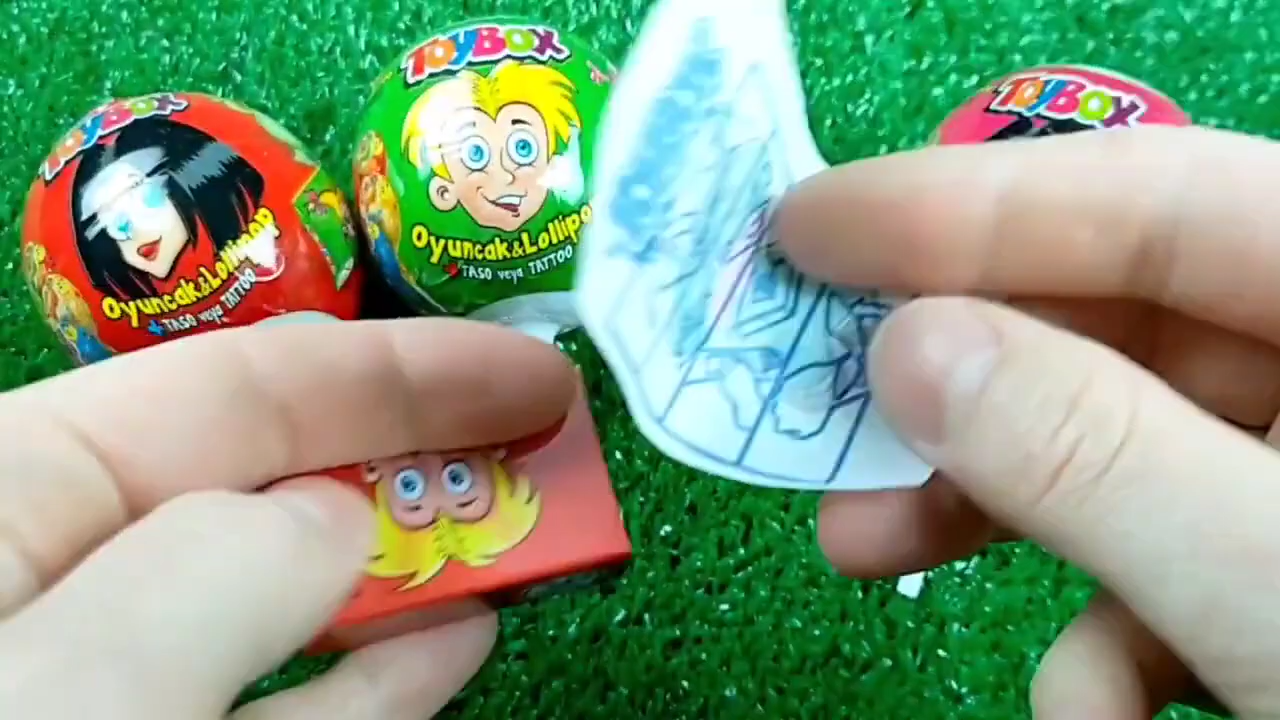 ToyBox
Oyuncak&Lollipop
+ TASO veya TATTOO
ToyBox
Oyuncak&Lollipo
+ TASO veya TATTOO
ToyBox